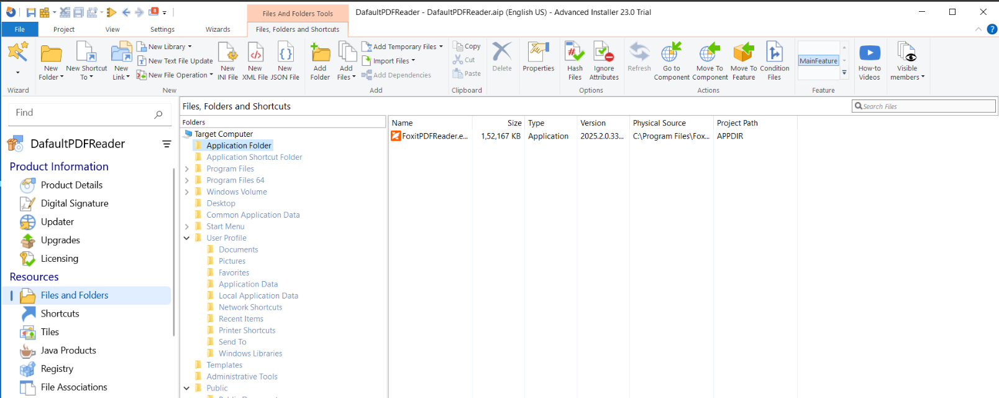 8
Files And Folders Tools
DafaultPDFReader - DafaultPDFReader.aip (English US) - Advanced Installer 23.0 Trial
File Project View Settings Wizards Files, Folders and Shortcuts
New Folder
New Shortcut To
New Link
New Library
New Text File Update
New File Operation
New INI File
New XML File
New JSON File
Add Folder
Add Files
Add Temporary Files
Import Files
Add Dependencies
Copy
Cut
Paste
Delete
Properties
Hash Files
Ignore Attributes
Refresh
Go to Component
Move To Component
Move To Feature
Condition Files
MainFeature
How-to Videos
Visible members
Wizard New Add Clipboard Options Actions Feature
Find
DafaultPDFReader
Product Information
Product Details
Digital Signature
Updater
Upgrades
Licensing
Resources
Files and Folders
Shortcuts
Tiles
Java Products
Registry
File Associations
Files, Folders and Shortcuts
Search Files
Folders
Target Computer
Application Folder
Application Shortcut Folder
Program Files
Program Files 64
Windows Volume
Desktop
Common Application Data
Start Menu
User Profile
Documents
Pictures
Favorites
Application Data
Local Application Data
Network Shortcuts
Recent Items
Printer Shortcuts
Send To
Windows Libraries
Templates
Administrative Tools
Public
Name Size Type Version Physical Source Project Path
FoxitPDFReader.e... 1,52,167 KB Application 2025.2.0.33... C:\Program Files\Fox... APPDIR